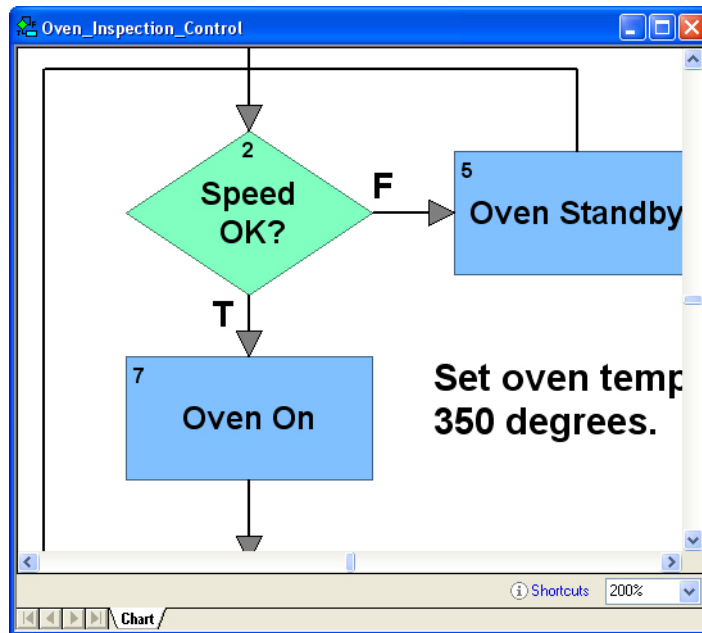 Oven_Inspection_Control
2
Speed
OK?
F
5
Oven Standby
T
7
Oven On
Set oven temp
350 degrees.
Shortcuts
200%
Chart